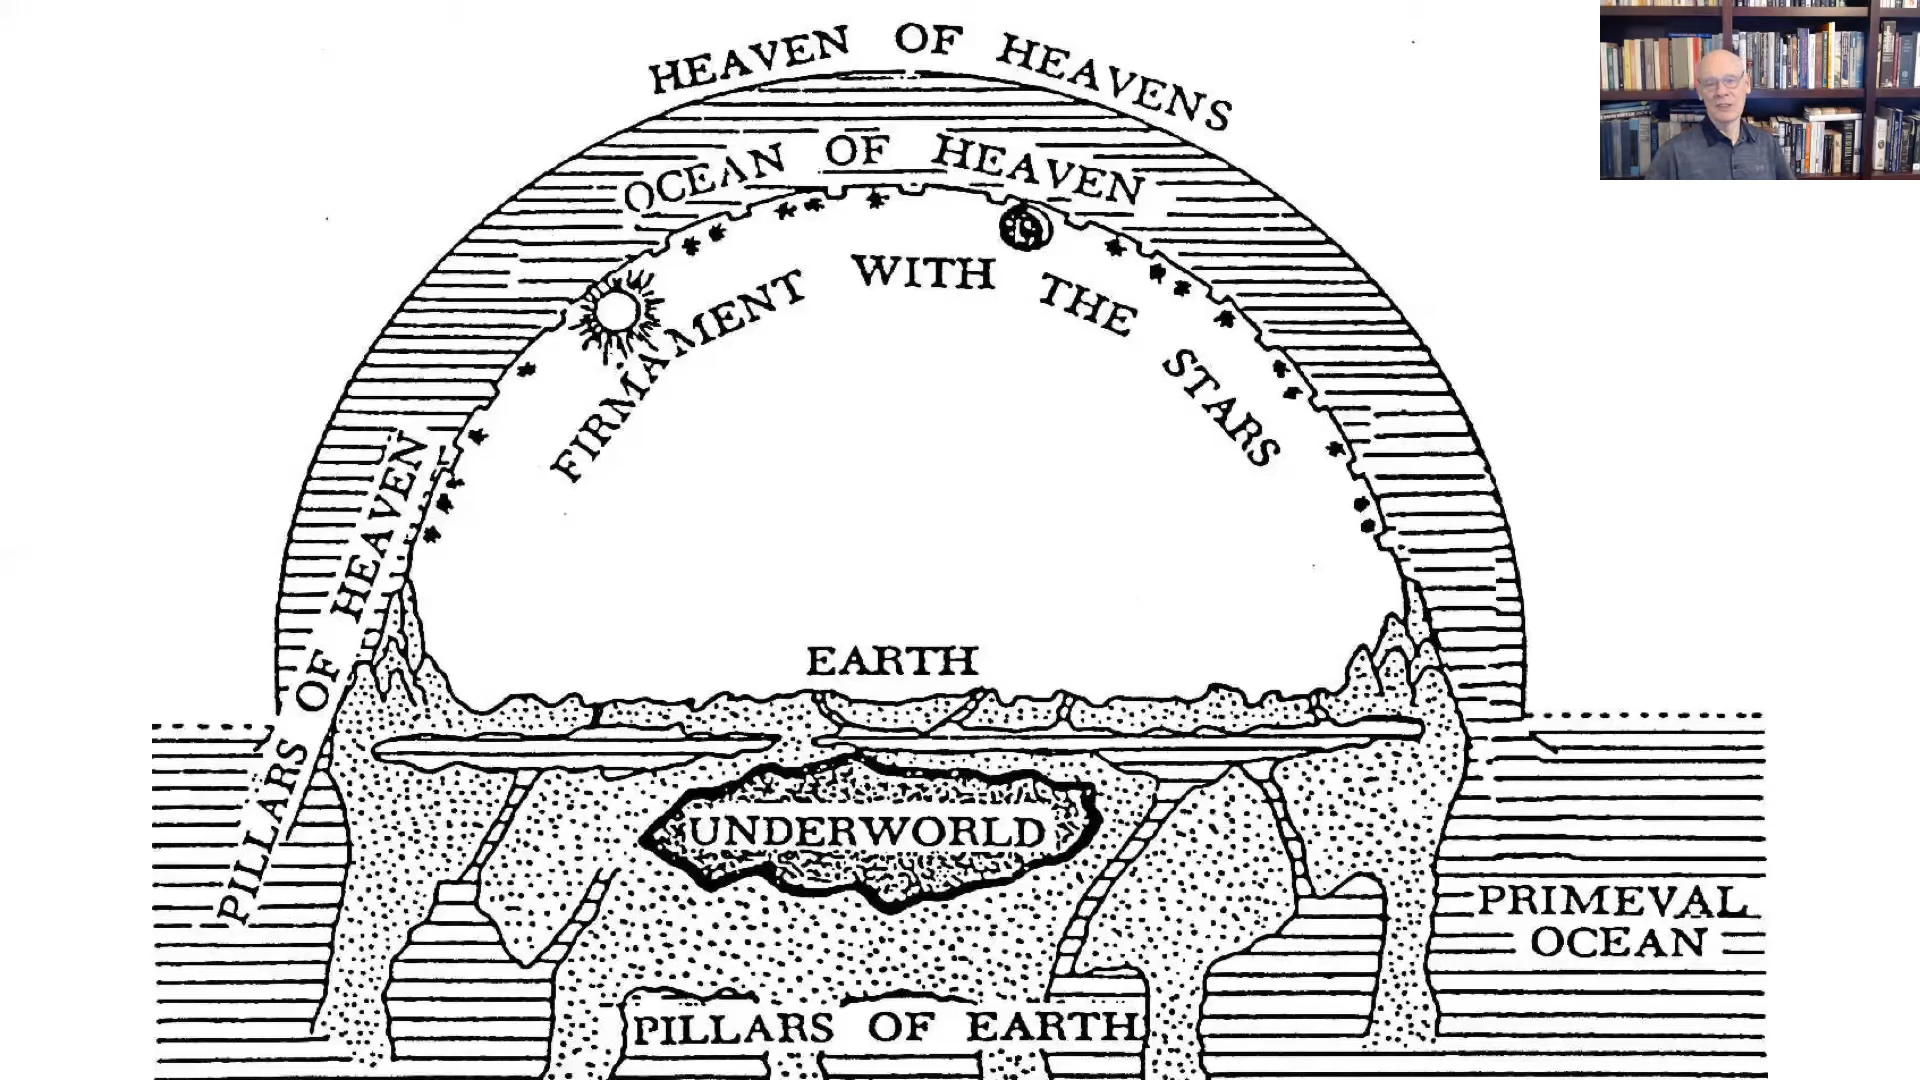 HEAVEN OF HEAVENS
OCEAN OF HEAVEN
FIRMAMENT WITH THE STARS
PILLARS OF HEAVEN
EARTH
UNDERWORLD
PRIMEVAL
OCEAN
PILLARS OF EARTH